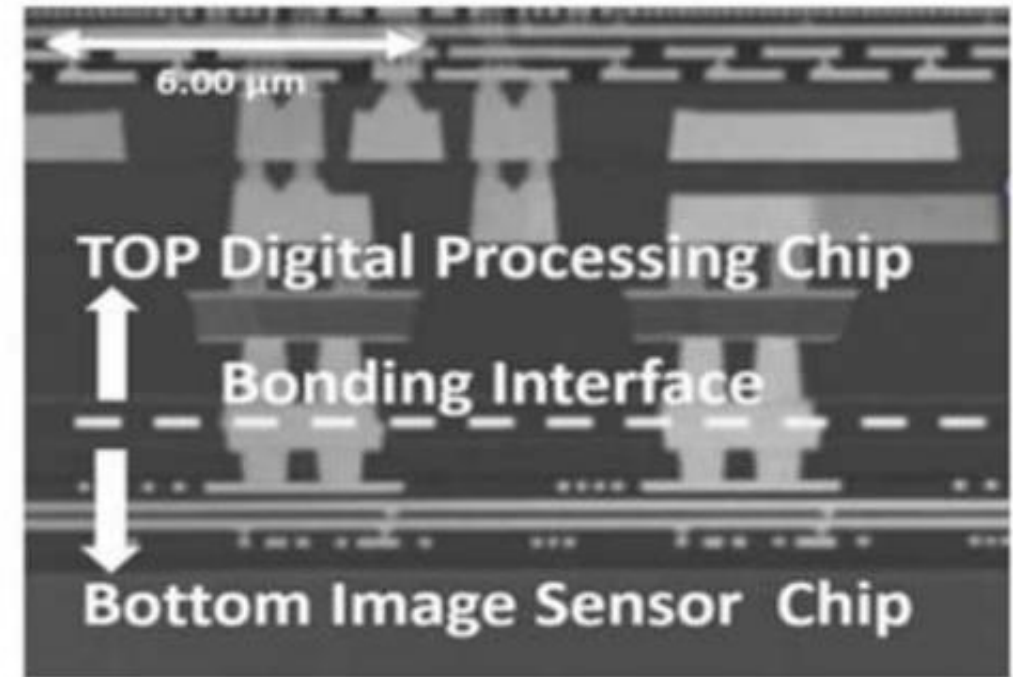 6.00 µm
TOP Digital Processing Chip
Bonding Interface
Bottom Image Sensor Chip